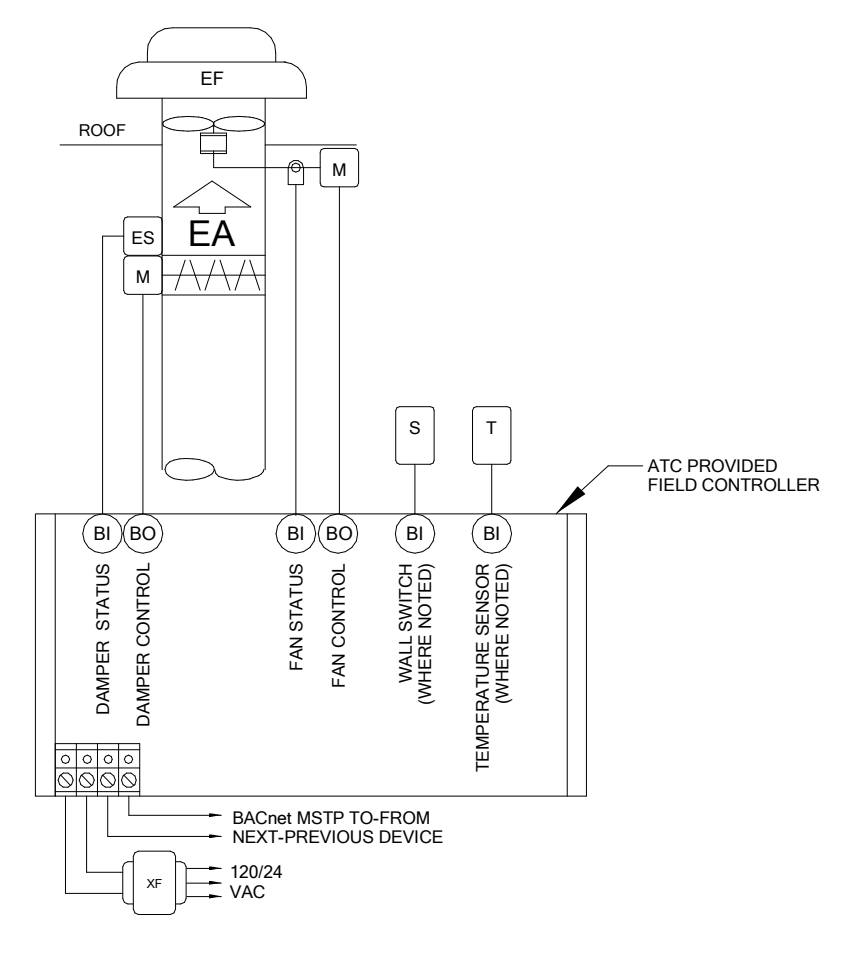 EF
ROOF
M
ES
EA
M
S
T
ATC PROVIDED
FIELD CONTROLLER
BI
BO
BI
BO
BI
BI
DAMPER STATUS
DAMPER CONTROL
FAN STATUS
FAN CONTROL
WALL SWITCH
(WHERE NOTED)
TEMPERATURE SENSOR
(WHERE NOTED)
BACnet MSTP TO-FROM
NEXT-PREVIOUS DEVICE
XF
120/24
VAC